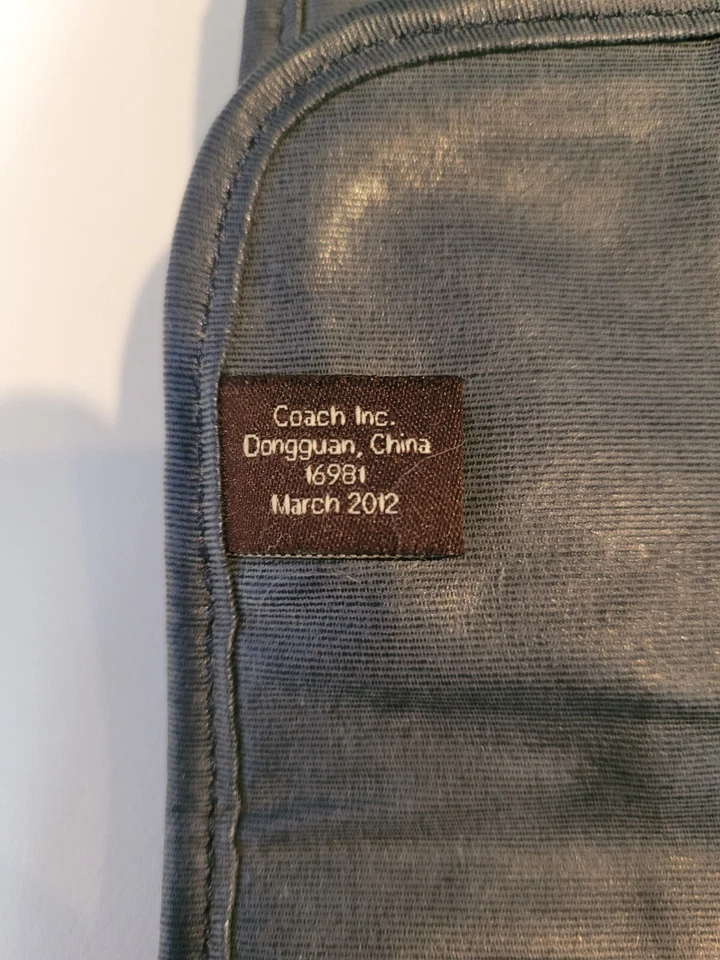 Coach Inc.
Dongguan, China
16981
March 2012